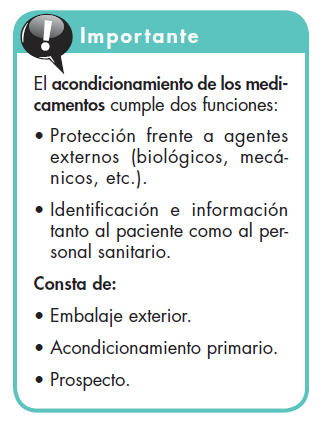 !
Importante
El acondicionamiento de los medi-
camentos cumple dos funciones:
• Protección frente a agentes
externos (biológicos, mecá-
nicos, etc.).
• Identificación e información
tanto al paciente como al per-
sonal sanitario.
Consta de:
• Embalaje exterior.
• Acondicionamiento primario.
• Prospecto.